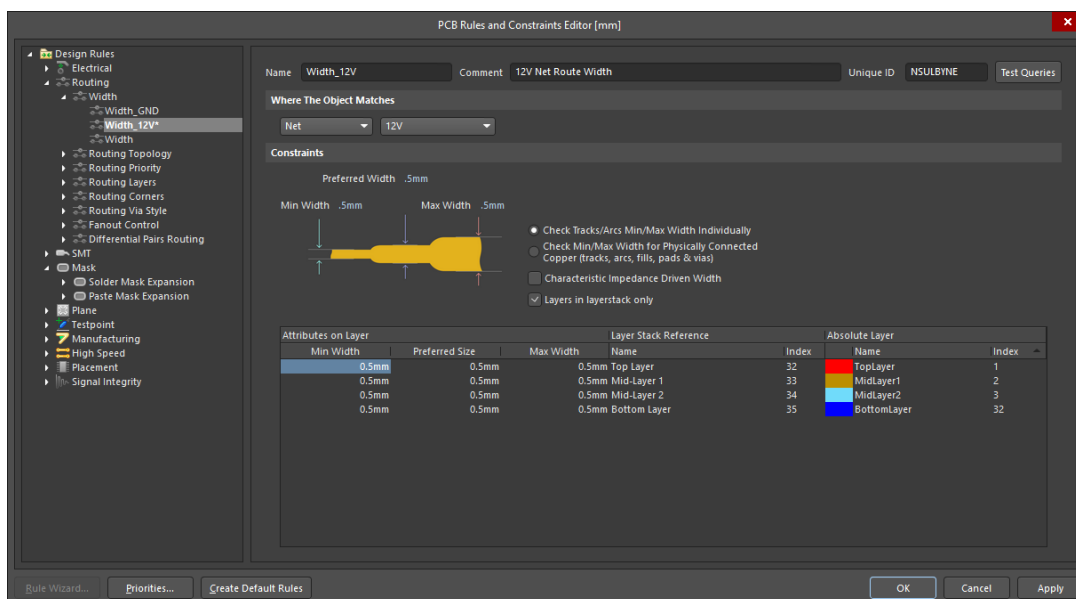 PCB Rules and Constraints Editor [mm]
Design Rules
Electrical
Routing
Width
Width_GND
Width_12V*
Width
Routing Topology
Routing Priority
Routing Layers
Routing Corners
Routing Via Style
Fanout Control
Differential Pairs Routing
SMT
Mask
Solder Mask Expansion
Paste Mask Expansion
Plane
Testpoint
Manufacturing
High Speed
Placement
Signal Integrity
Name Width_12V Comment 12V Net Route Width Unique ID NSULBYNE Test Queries
Where The Object Matches
Net 12V
Constraints
Preferred Width .5mm
Min Width .5mm Max Width .5mm
Check Tracks/Arcs Min/Max Width Individually
Check Min/Max Width for Physically Connected
Copper (tracks, arcs, fills, pads & vias)
Characteristic Impedance Driven Width
Layers in layerstack only
Attributes on Layer Layer Stack Reference Absolute Layer
Min Width Preferred Size Max Width Name Index Name Index
0.5mm 0.5mm 0.5mm Top Layer 32 TopLayer 1
0.5mm 0.5mm 0.5mm Mid-Layer 1 33 MidLayer1 2
0.5mm 0.5mm 0.5mm Mid-Layer 2 34 MidLayer2 3
0.5mm 0.5mm 0.5mm Bottom Layer 35 BottomLayer 32
Rule Wizard... Priorities... Create Default Rules OK Cancel Apply